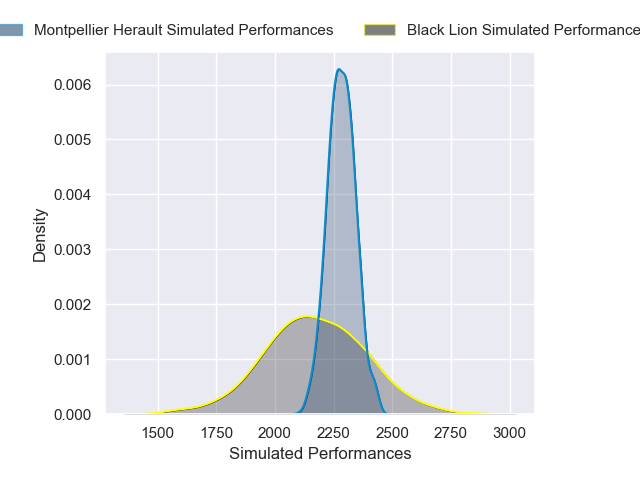 Montpellier Herault Simulated Performances
Black Lion Simulated Performance
0.006
0.005
0.004
0.003
0.002
0.001
0.000
Density
1500 1750 2000 2250 2500 2750 3000
Simulated Performances